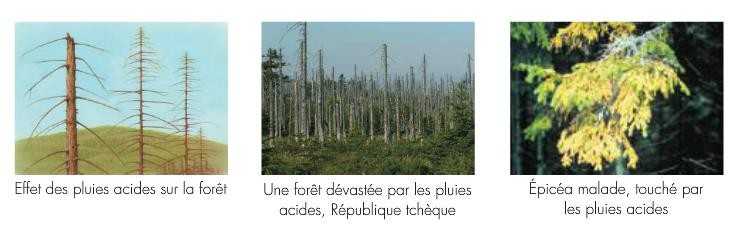 Effet des pluies acides sur la forêt
Une forêt dévastée par les pluies
acides, République tchèque
Épicéa malade, touché par
les pluies acides